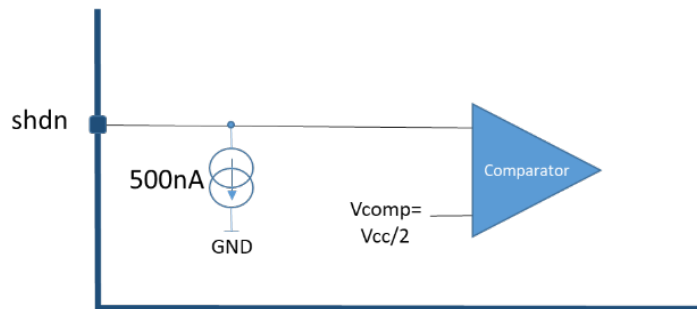 shdn
500nA
GND
Vcomp=
Vcc/2
Comparator